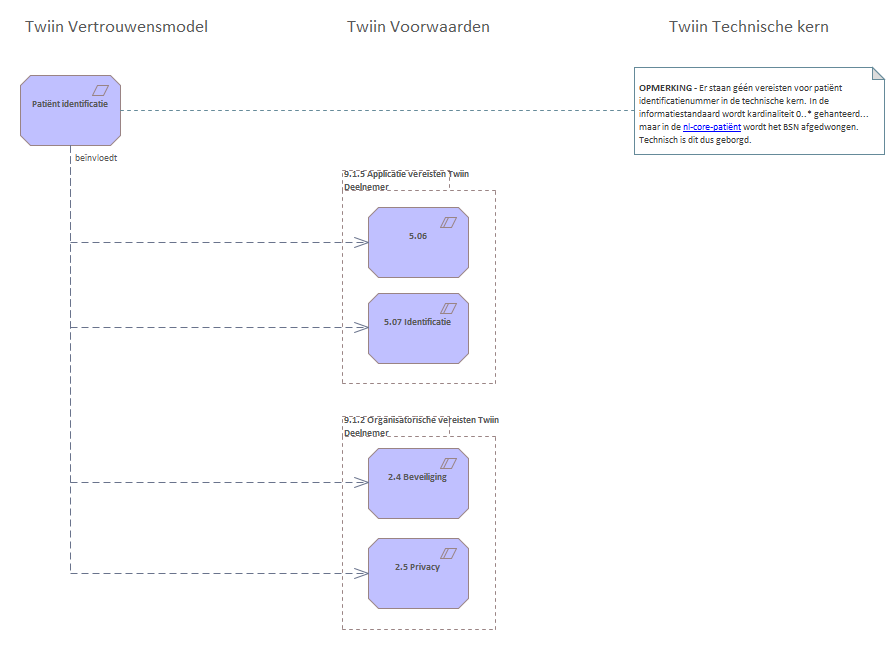 Twiin Vertrouwensmodel
Twiin Voorwaarden
Twiin Technische kern
Patiënt identificatie
OPMERKING - Er staan géén vereisten voor patiënt
identificatienummer in de technische kern. In de
informatiestandaard wordt kardinaliteit 0..* gehanteerd...
maar in de nl-core-patiënt wordt het BSN afgedwongen.
Technisch is dit dus geborgd.
beïnvloedt
9.1.5 Applicatie vereisten Twiin
Deelnemer
5.06
5.07 Identificatie
9.1.2 Organisatorische vereisten Twiin
Deelnemer
2.4 Beveiliging
2.5 Privacy